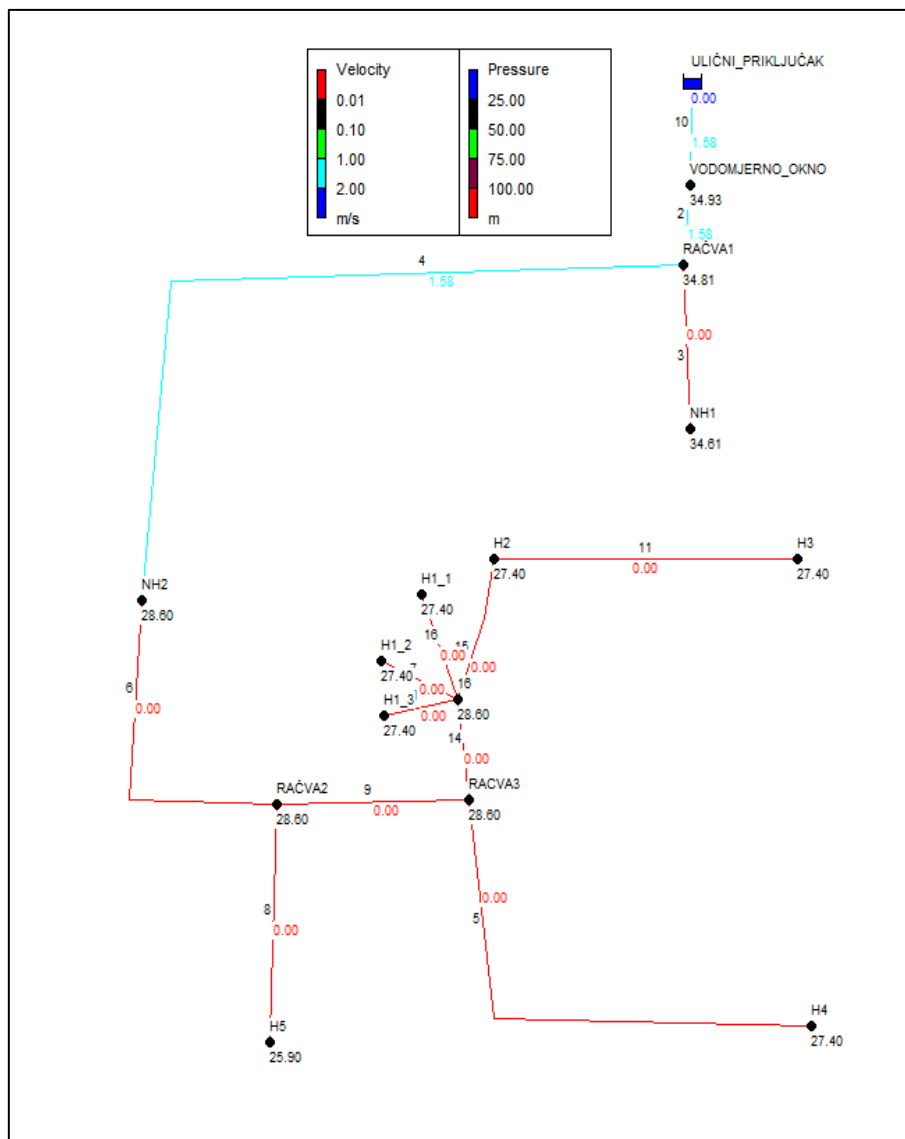 Velocity
0.01
0.10
1.00
2.00
m/s
Pressure
25.00
50.00
75.00
100.00
m
ULIČNI_PRIKLJUČAK
0.00
10
1.58
VODOMJERNO_OKNO
34.93
2
1.58
RAČVA1
34.81
4
1.58
0.00
3
NH1
34.61
H2
27.40
11
0.00
H3
27.40
H1_1
27.40
16
0.00
15
0.00
NH2
28.60
H1_2
27.40
7
0.00
16
28.60
H1_3
27.40
0.00
6
0.00
14
0.00
RAČVA2
28.60
9
0.00
RACVA3
28.60
8
0.00
0.00
5
H5
25.90
H4
27.40